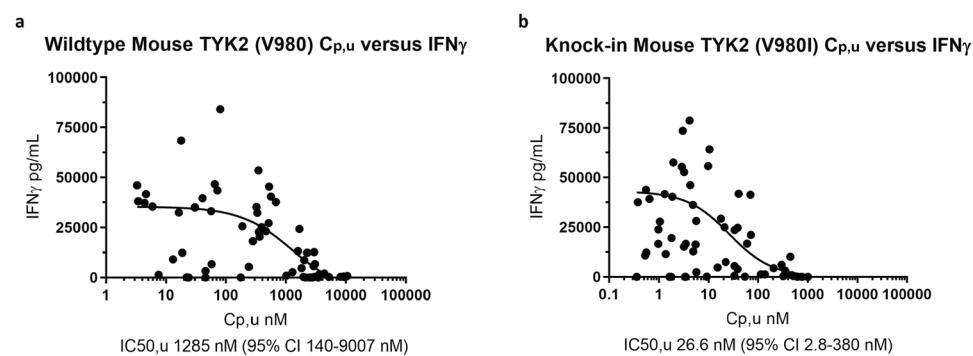 a
Wildtype Mouse TYK2 (V980) Cp,u versus IFNγ
100000
75000
50000
25000
0
IFNγ pg/mL
1 10 100 1000 10000 100000
Cp,u nM
IC50,u 1285 nM (95% CI 140-9007 nM)
b
Knock-in Mouse TYK2 (V980I) Cp,u versus IFNγ
100000
75000
50000
25000
0
IFNγ pg/mL
0.1 1 10 100 1000 10000 100000
Cp,u nM
IC50,u 26.6 nM (95% CI 2.8-380 nM)